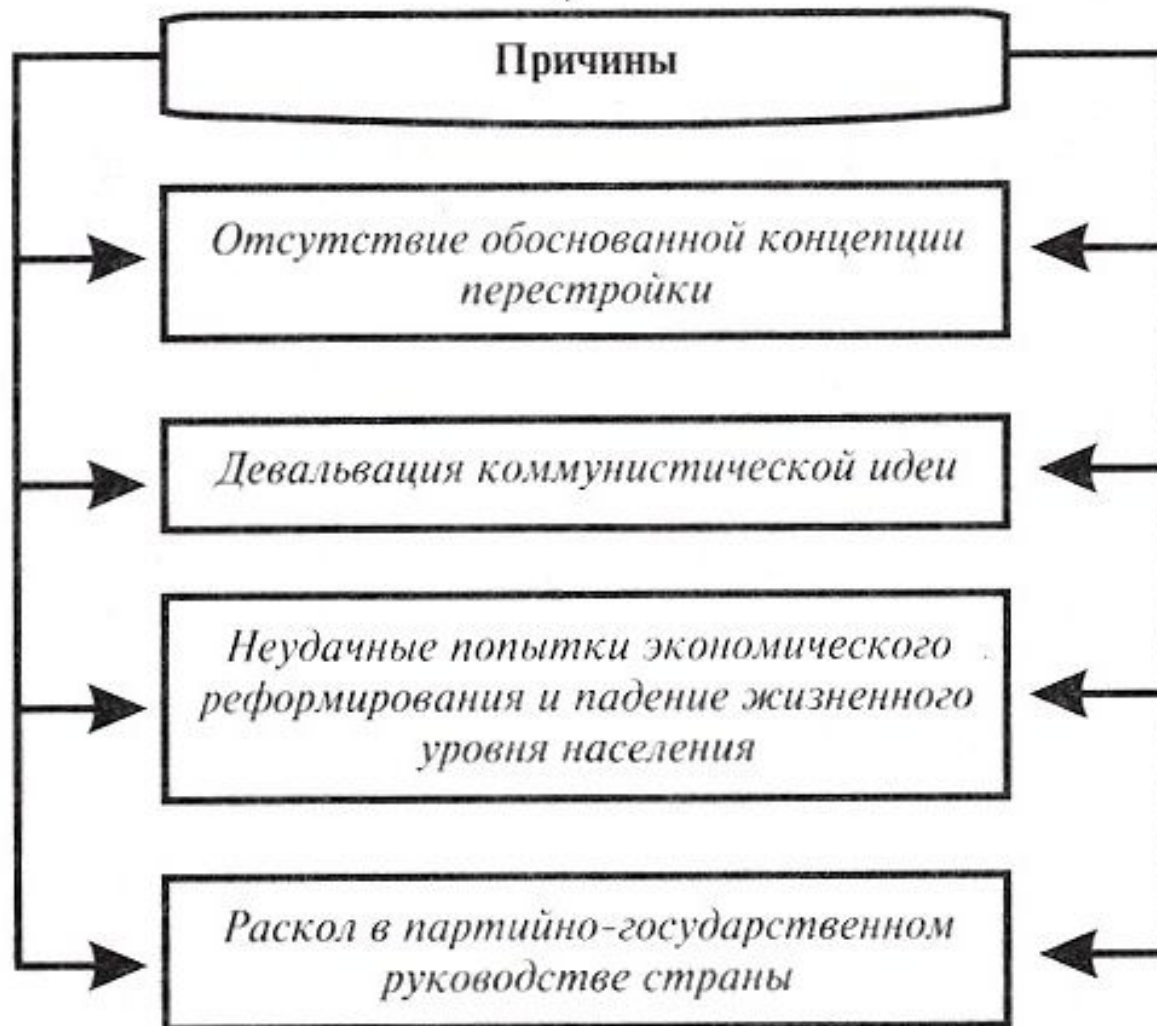 Причины
Отсутствие обоснованной концепции
перестройки
Девальвация коммунистической идеи
Неудачные попытки экономического
реформирования и падение жизненного
уровня населения
Раскол в партийно-государственном
руководстве страны